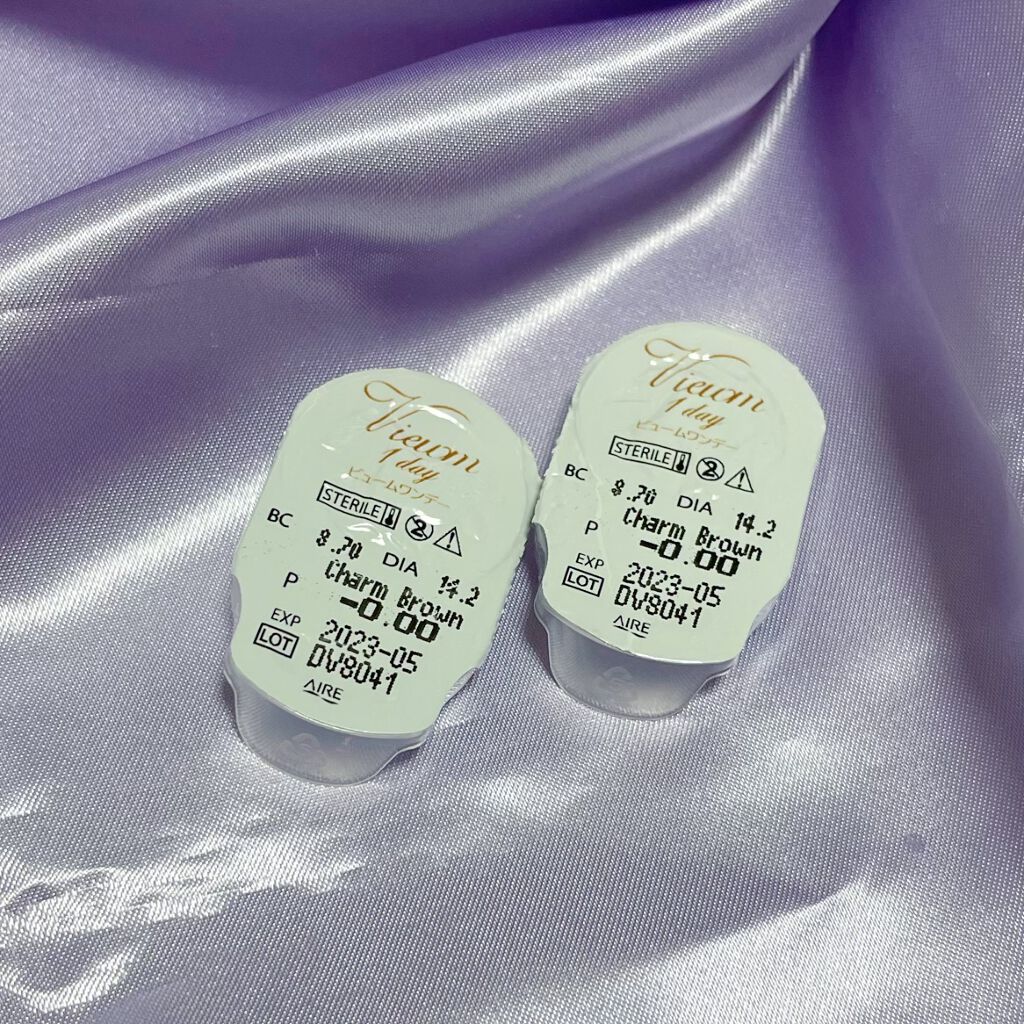 Viewm
1 day
ビュームワンデー
STERILE
BC 8.70 DIA 14.2
Charm Brown
P -0.00
EXP 2023-05
LOT DV8041
AIRE
Viewm
1 day
ビュームワンデー
STERILE
BC 8.70 DIA 14.2
Charm Brown
P -0.00
EXP 2023-05
LOT DV8041
AIRE